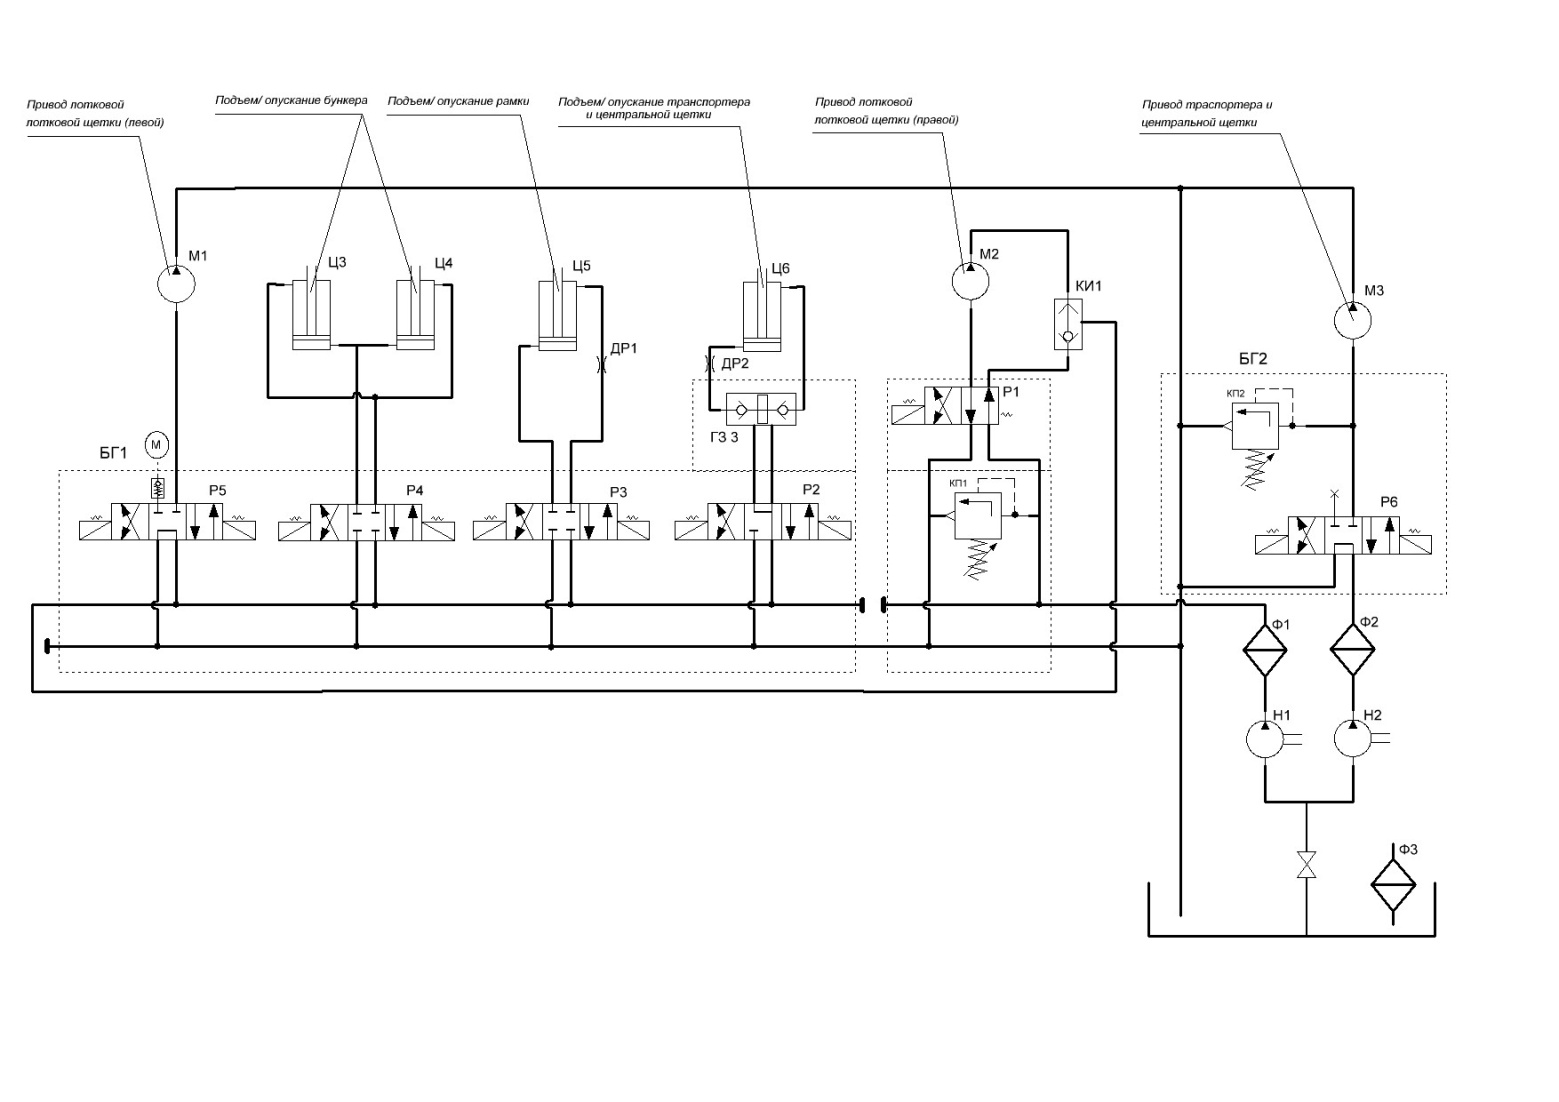 Привод лотковой
лотковой щетки (левой)
Подъем/ опускание бункера
Подъем/ опускание рамки
Подъем/ опускание транспортера
и центральной щетки
Привод лотковой
лотковой щетки (правой)
Привод траспортера и
центральной щетки
М1
Ц3
Ц4
Ц5
Ц6
М2
КИ1
М3
ДР1
ДР2
БГ2
КП2
Р1
ГЗ 3
М
БГ1
КП1
Р5
Р4
Р3
Р2
Р6
Ф1
Ф2
Н1
Н2
Ф3